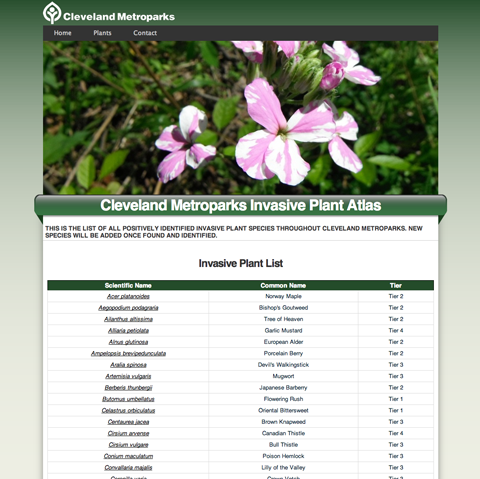 Cleveland Metroparks
Home Plants Contact
Cleveland Metroparks Invasive Plant Atlas
THIS IS THE LIST OF ALL POSITIVELY IDENTIFIED INVASIVE PLANT SPECIES THROUGHOUT CLEVELAND METROPARKS. NEW
SPECIES WILL BE ADDED ONCE FOUND AND IDENTIFIED.
Invasive Plant List
Scientific Name Common Name Tier
Acer platanoides Norway Maple Tier 2
Aegopodium podagraria Bishop's Goutweed Tier 2
Ailanthus altissima Tree of Heaven Tier 2
Alliaria petiolata Garlic Mustard Tier 4
Alnus glutinosa European Alder Tier 2
Ampelopsis brevipedunculata Porcelain Berry Tier 2
Aralia spinosa Devil's Walkingstick Tier 3
Artemisia vulgaris Mugwort Tier 3
Berberis thunbergii Japanese Barberry Tier 2
Butomus umbellatus Flowering Rush Tier 1
Celastrus orbiculatus Oriental Bittersweet Tier 1
Centaurea jacea Brown Knapweed Tier 3
Cirsium arvense Canadian Thistle Tier 4
Cirsium vulgare Bull Thistle Tier 3
Conium maculatum Poison Hemlock Tier 3
Convallaria majalis Lilly of the Valley Tier 3